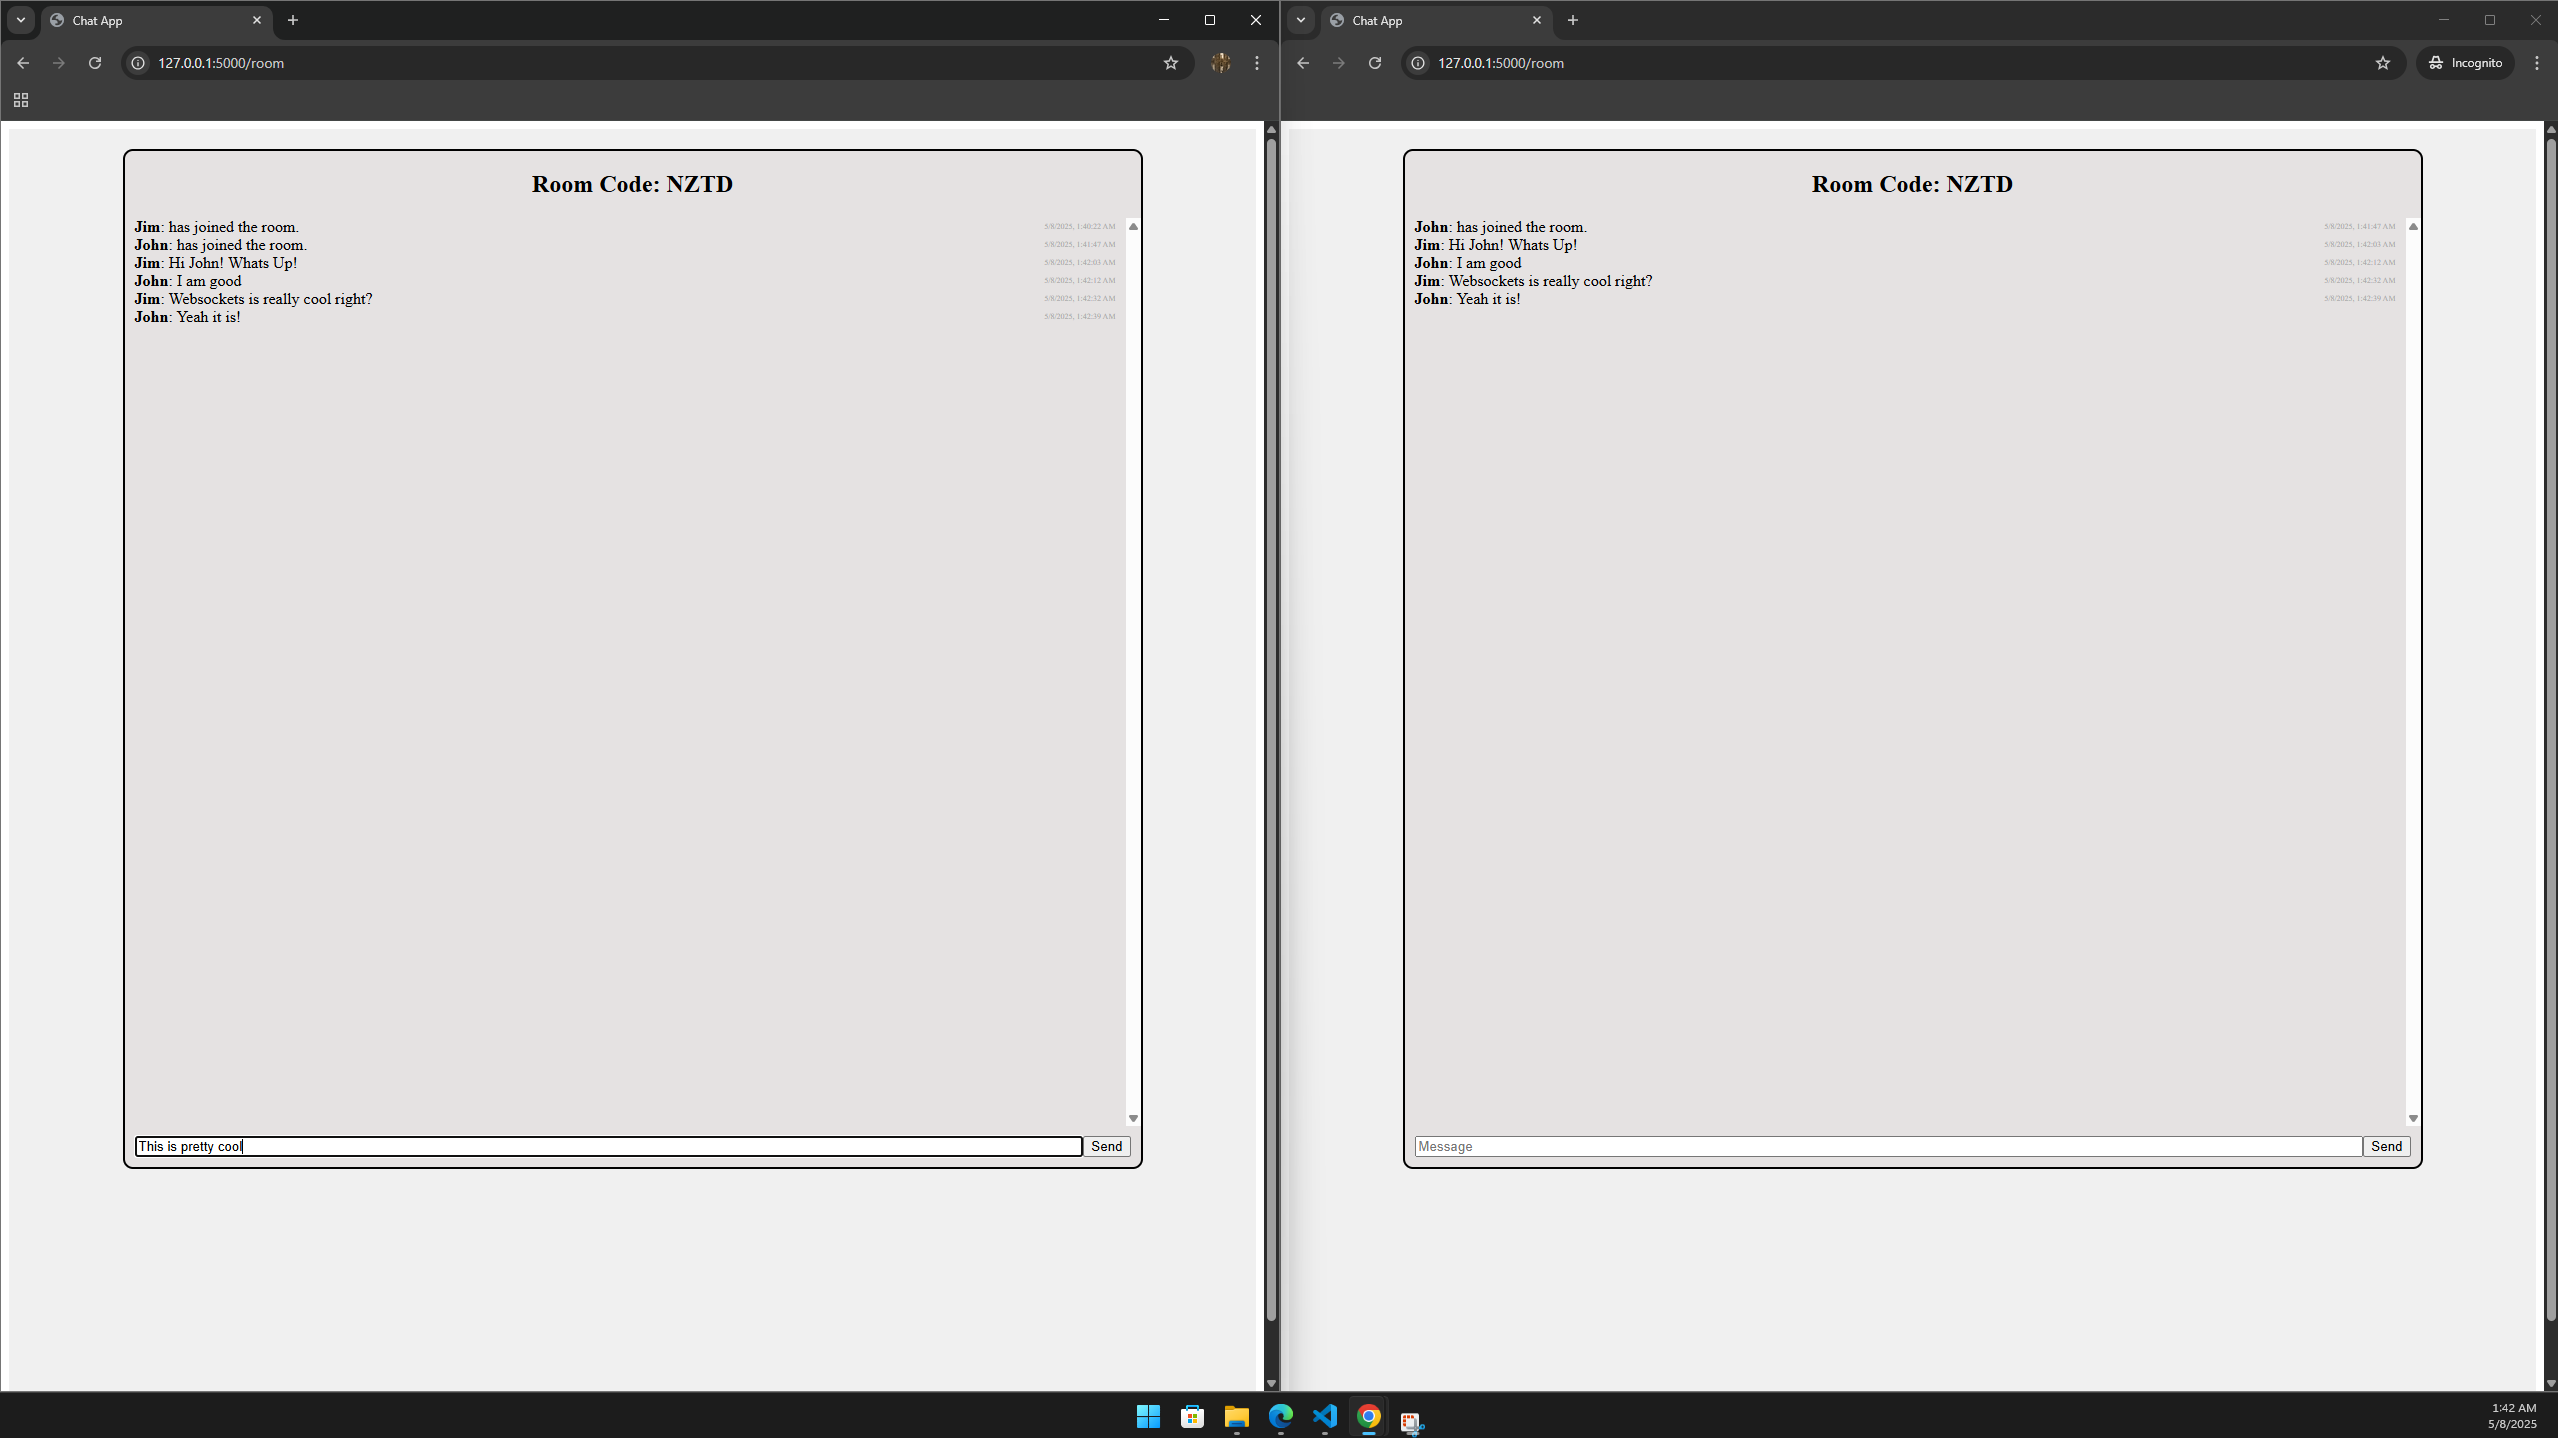 Chat App
127.0.0.1:5000/room
Room Code: NZTD
Jim: has joined the room. 5/8/2025, 1:40:22 AM
John: has joined the room. 5/8/2025, 1:41:47 AM
Jim: Hi John! Whats Up! 5/8/2025, 1:42:03 AM
John: I am good 5/8/2025, 1:42:12 AM
Jim: Websockets is really cool right? 5/8/2025, 1:42:32 AM
John: Yeah it is! 5/8/2025, 1:42:39 AM
This is pretty cool Send
Chat App
127.0.0.1:5000/room Incognito
Room Code: NZTD
John: has joined the room. 5/8/2025, 1:41:47 AM
Jim: Hi John! Whats Up! 5/8/2025, 1:42:03 AM
John: I am good 5/8/2025, 1:42:12 AM
Jim: Websockets is really cool right? 5/8/2025, 1:42:32 AM
John: Yeah it is! 5/8/2025, 1:42:39 AM
Message Send
1:42 AM
5/8/2025